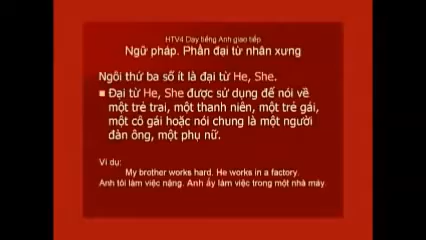 HTV4 Dạy tiếng Anh giao tiếp
Ngữ pháp. Phần đại từ nhân xưng
Ngôi thứ ba số ít là đại từ He, She.
▪ Đại từ He, She được sử dụng để nói về
một trẻ trai, một thanh niên, một trẻ gái,
một cô gái hoặc nói chung là một người
đàn ông, một phụ nữ.
Ví dụ:
My brother works hard. He works in a factory.
Anh tôi làm việc nặng. Anh ấy làm việc trong một nhà máy